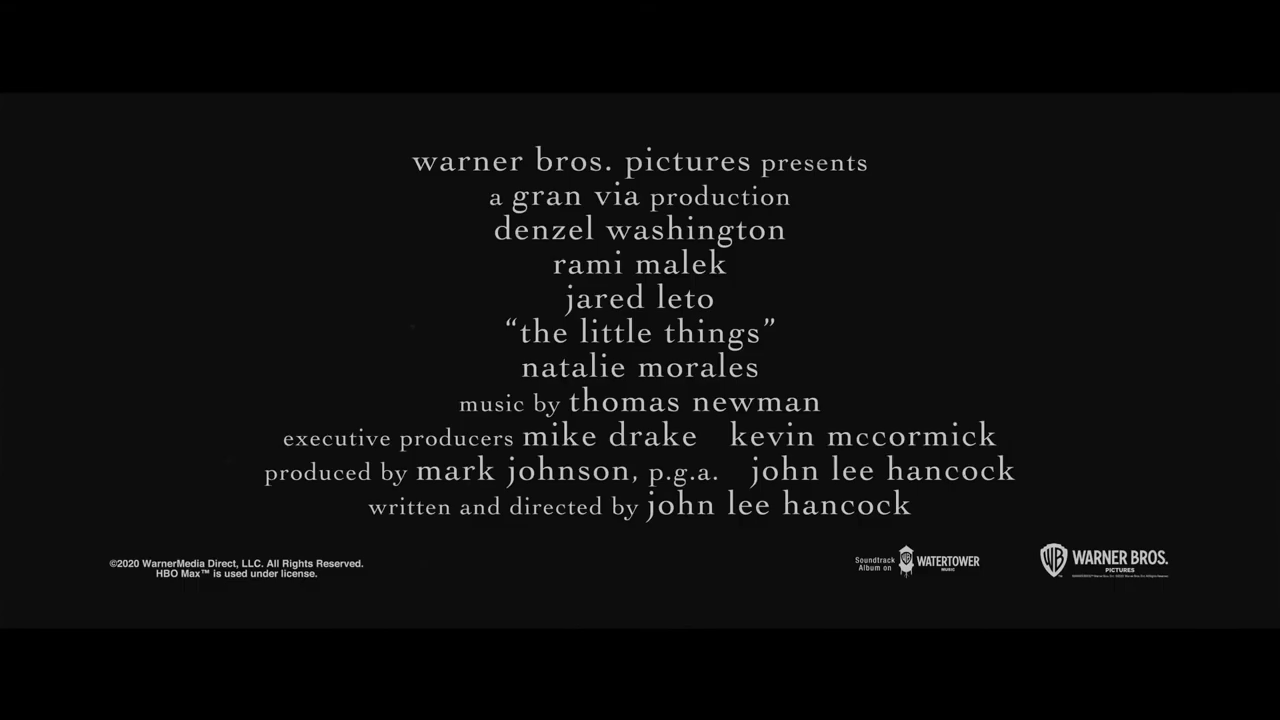 warner bros. pictures presents
a gran via production
denzel washington
rami malek
jared leto
“the little things”
natalie morales
music by thomas newman
executive producers mike drake kevin mccormick
produced by mark johnson, p.g.a. john lee hancock
written and directed by john lee hancock
©2020 WarnerMedia Direct, LLC. All Rights Reserved.
HBO Max™ is used under license.
Soundtrack
Album on
WATERTOWER
MUSIC
WB
WARNER BROS.
PICTURES